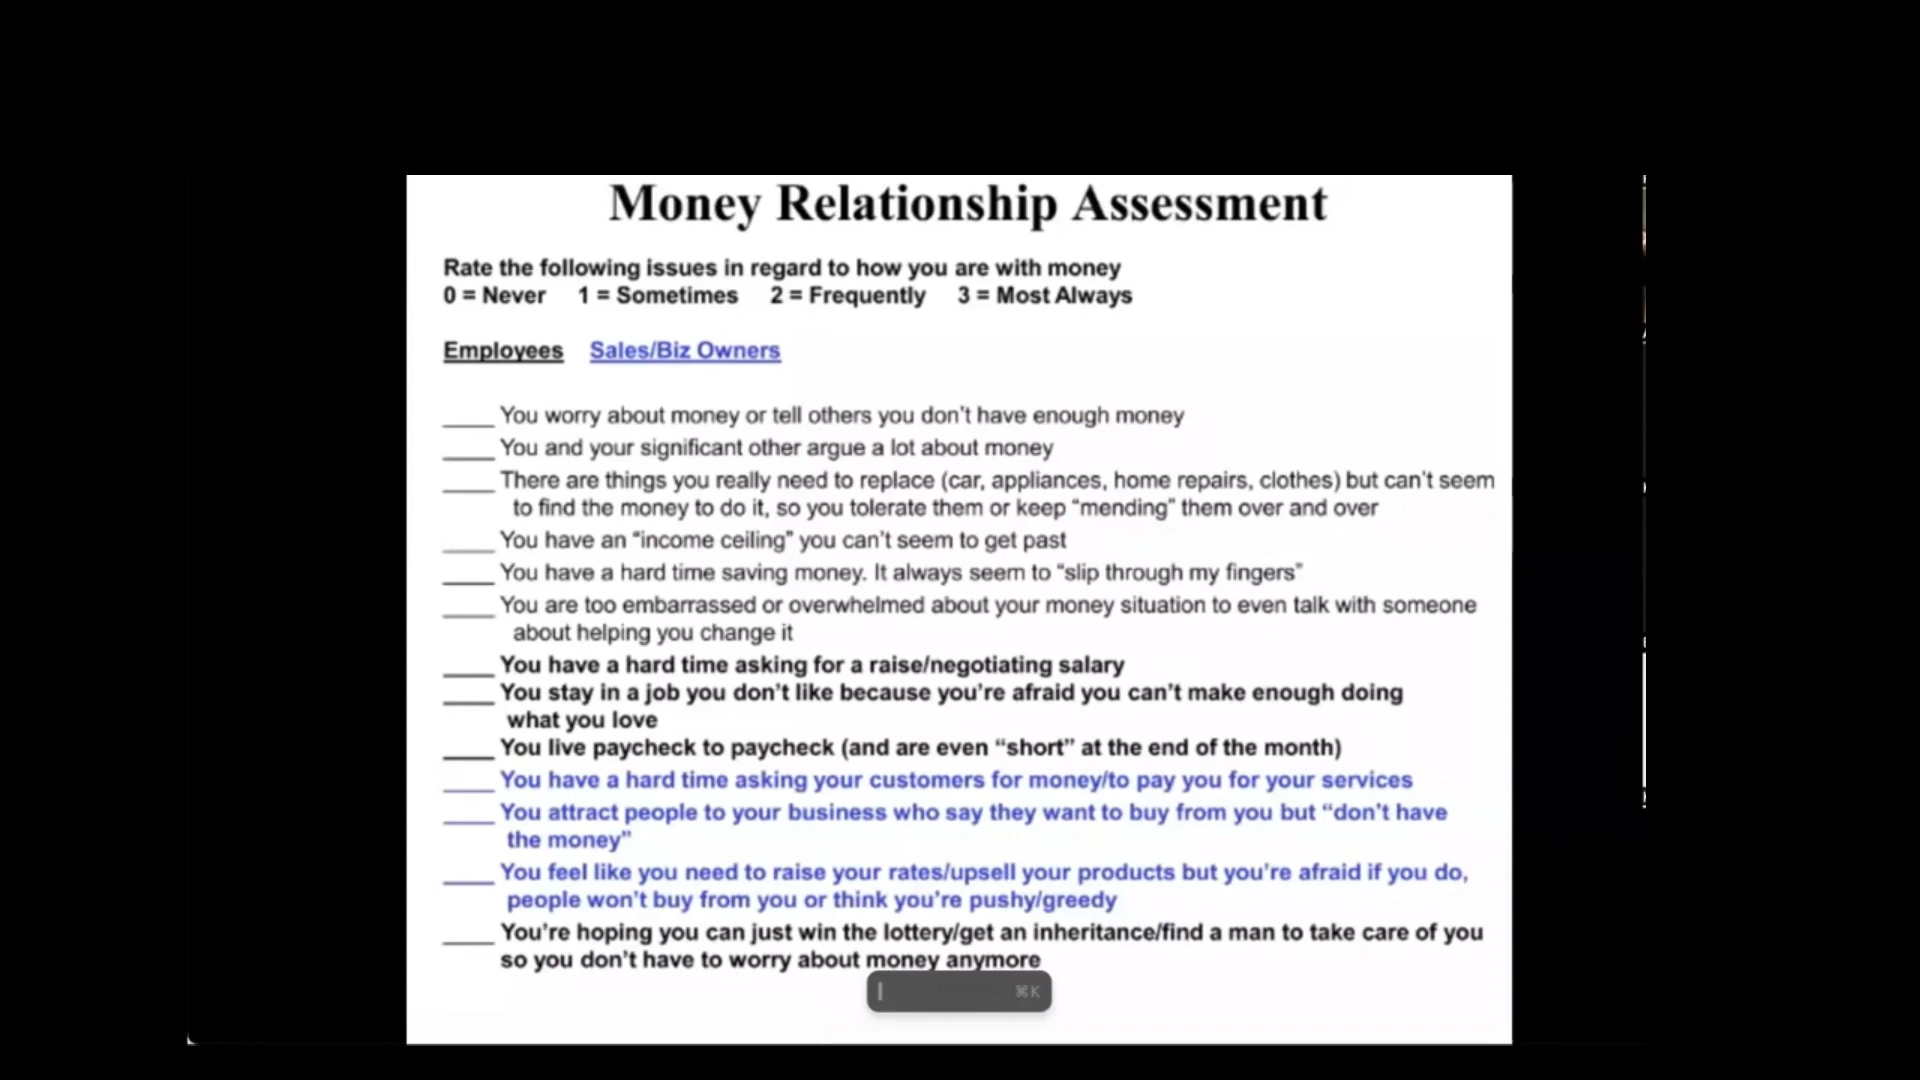 Money Relationship Assessment
Rate the following issues in regard to how you are with money
0 = Never 1 = Sometimes 2 = Frequently 3 = Most Always
Employees Sales/Biz Owners
____ You worry about money or tell others you don't have enough money
____ You and your significant other argue a lot about money
____ There are things you really need to replace (car, appliances, home repairs, clothes) but can't seem
to find the money to do it, so you tolerate them or keep “mending” them over and over
____ You have an “income ceiling” you can't seem to get past
____ You have a hard time saving money. It always seem to “slip through my fingers”
____ You are too embarrassed or overwhelmed about your money situation to even talk with someone
about helping you change it
____ You have a hard time asking for a raise/negotiating salary
____ You stay in a job you don't like because you're afraid you can't make enough doing
what you love
____ You live paycheck to paycheck (and are even “short” at the end of the month)
____ You have a hard time asking your customers for money/to pay you for your services
____ You attract people to your business who say they want to buy from you but “don't have
the money”
____ You feel like you need to raise your rates/upsell your products but you're afraid if you do,
people won't buy from you or think you're pushy/greedy
____ You're hoping you can just win the lottery/get an inheritance/find a man to take care of you
so you don't have to worry about money anymore
⌘K